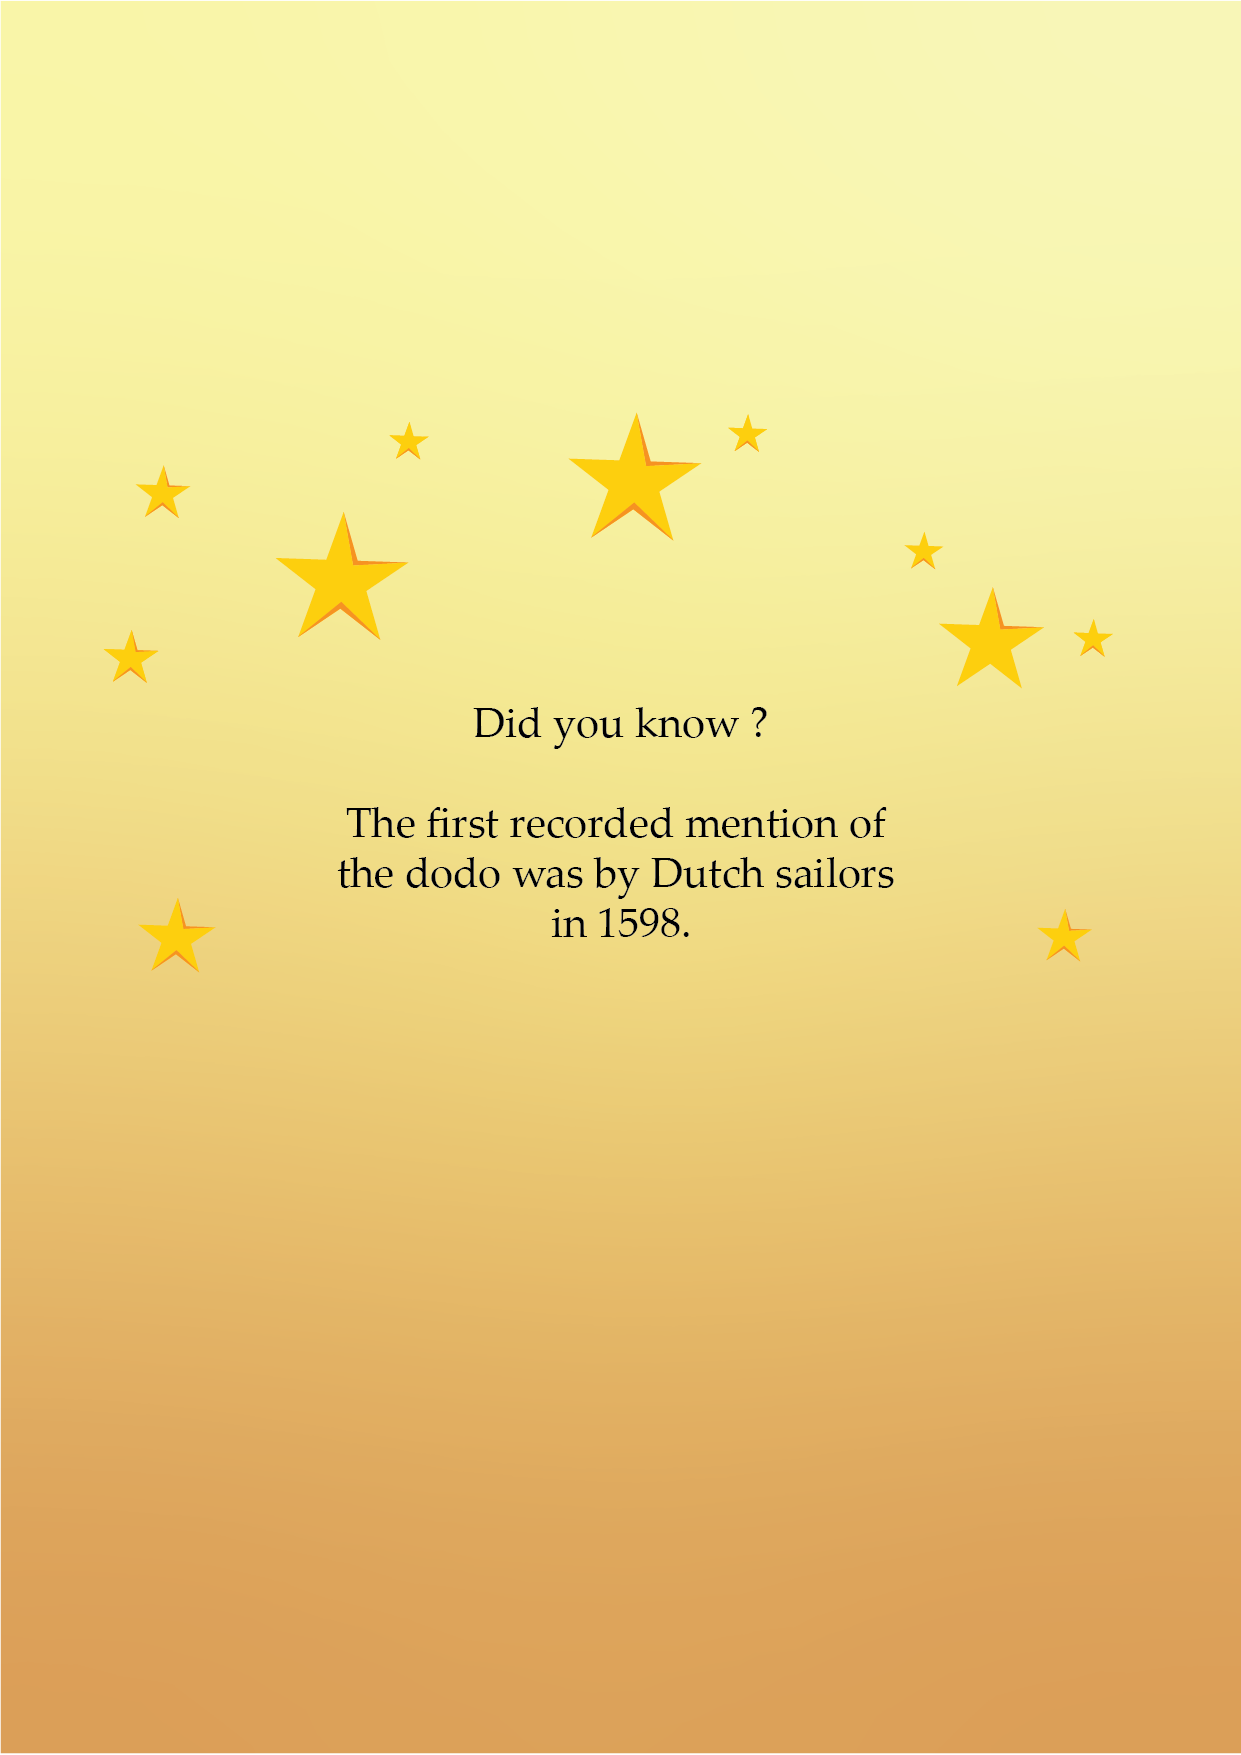 Did you know ?
The first recorded mention of
the dodo was by Dutch sailors
in 1598.